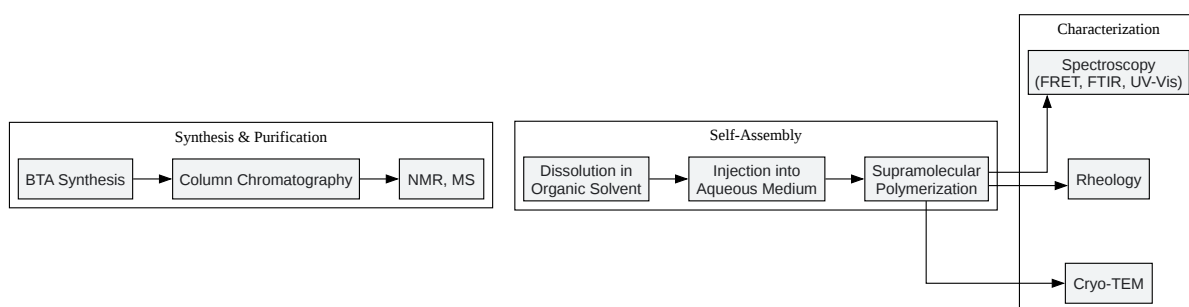 Synthesis & Purification
BTA Synthesis
Column Chromatography
NMR, MS
Self-Assembly
Dissolution in
Organic Solvent
Injection into
Aqueous Medium
Supramolecular
Polymerization
Characterization
Spectroscopy
(FRET, FTIR, UV-Vis)
Rheology
Cryo-TEM